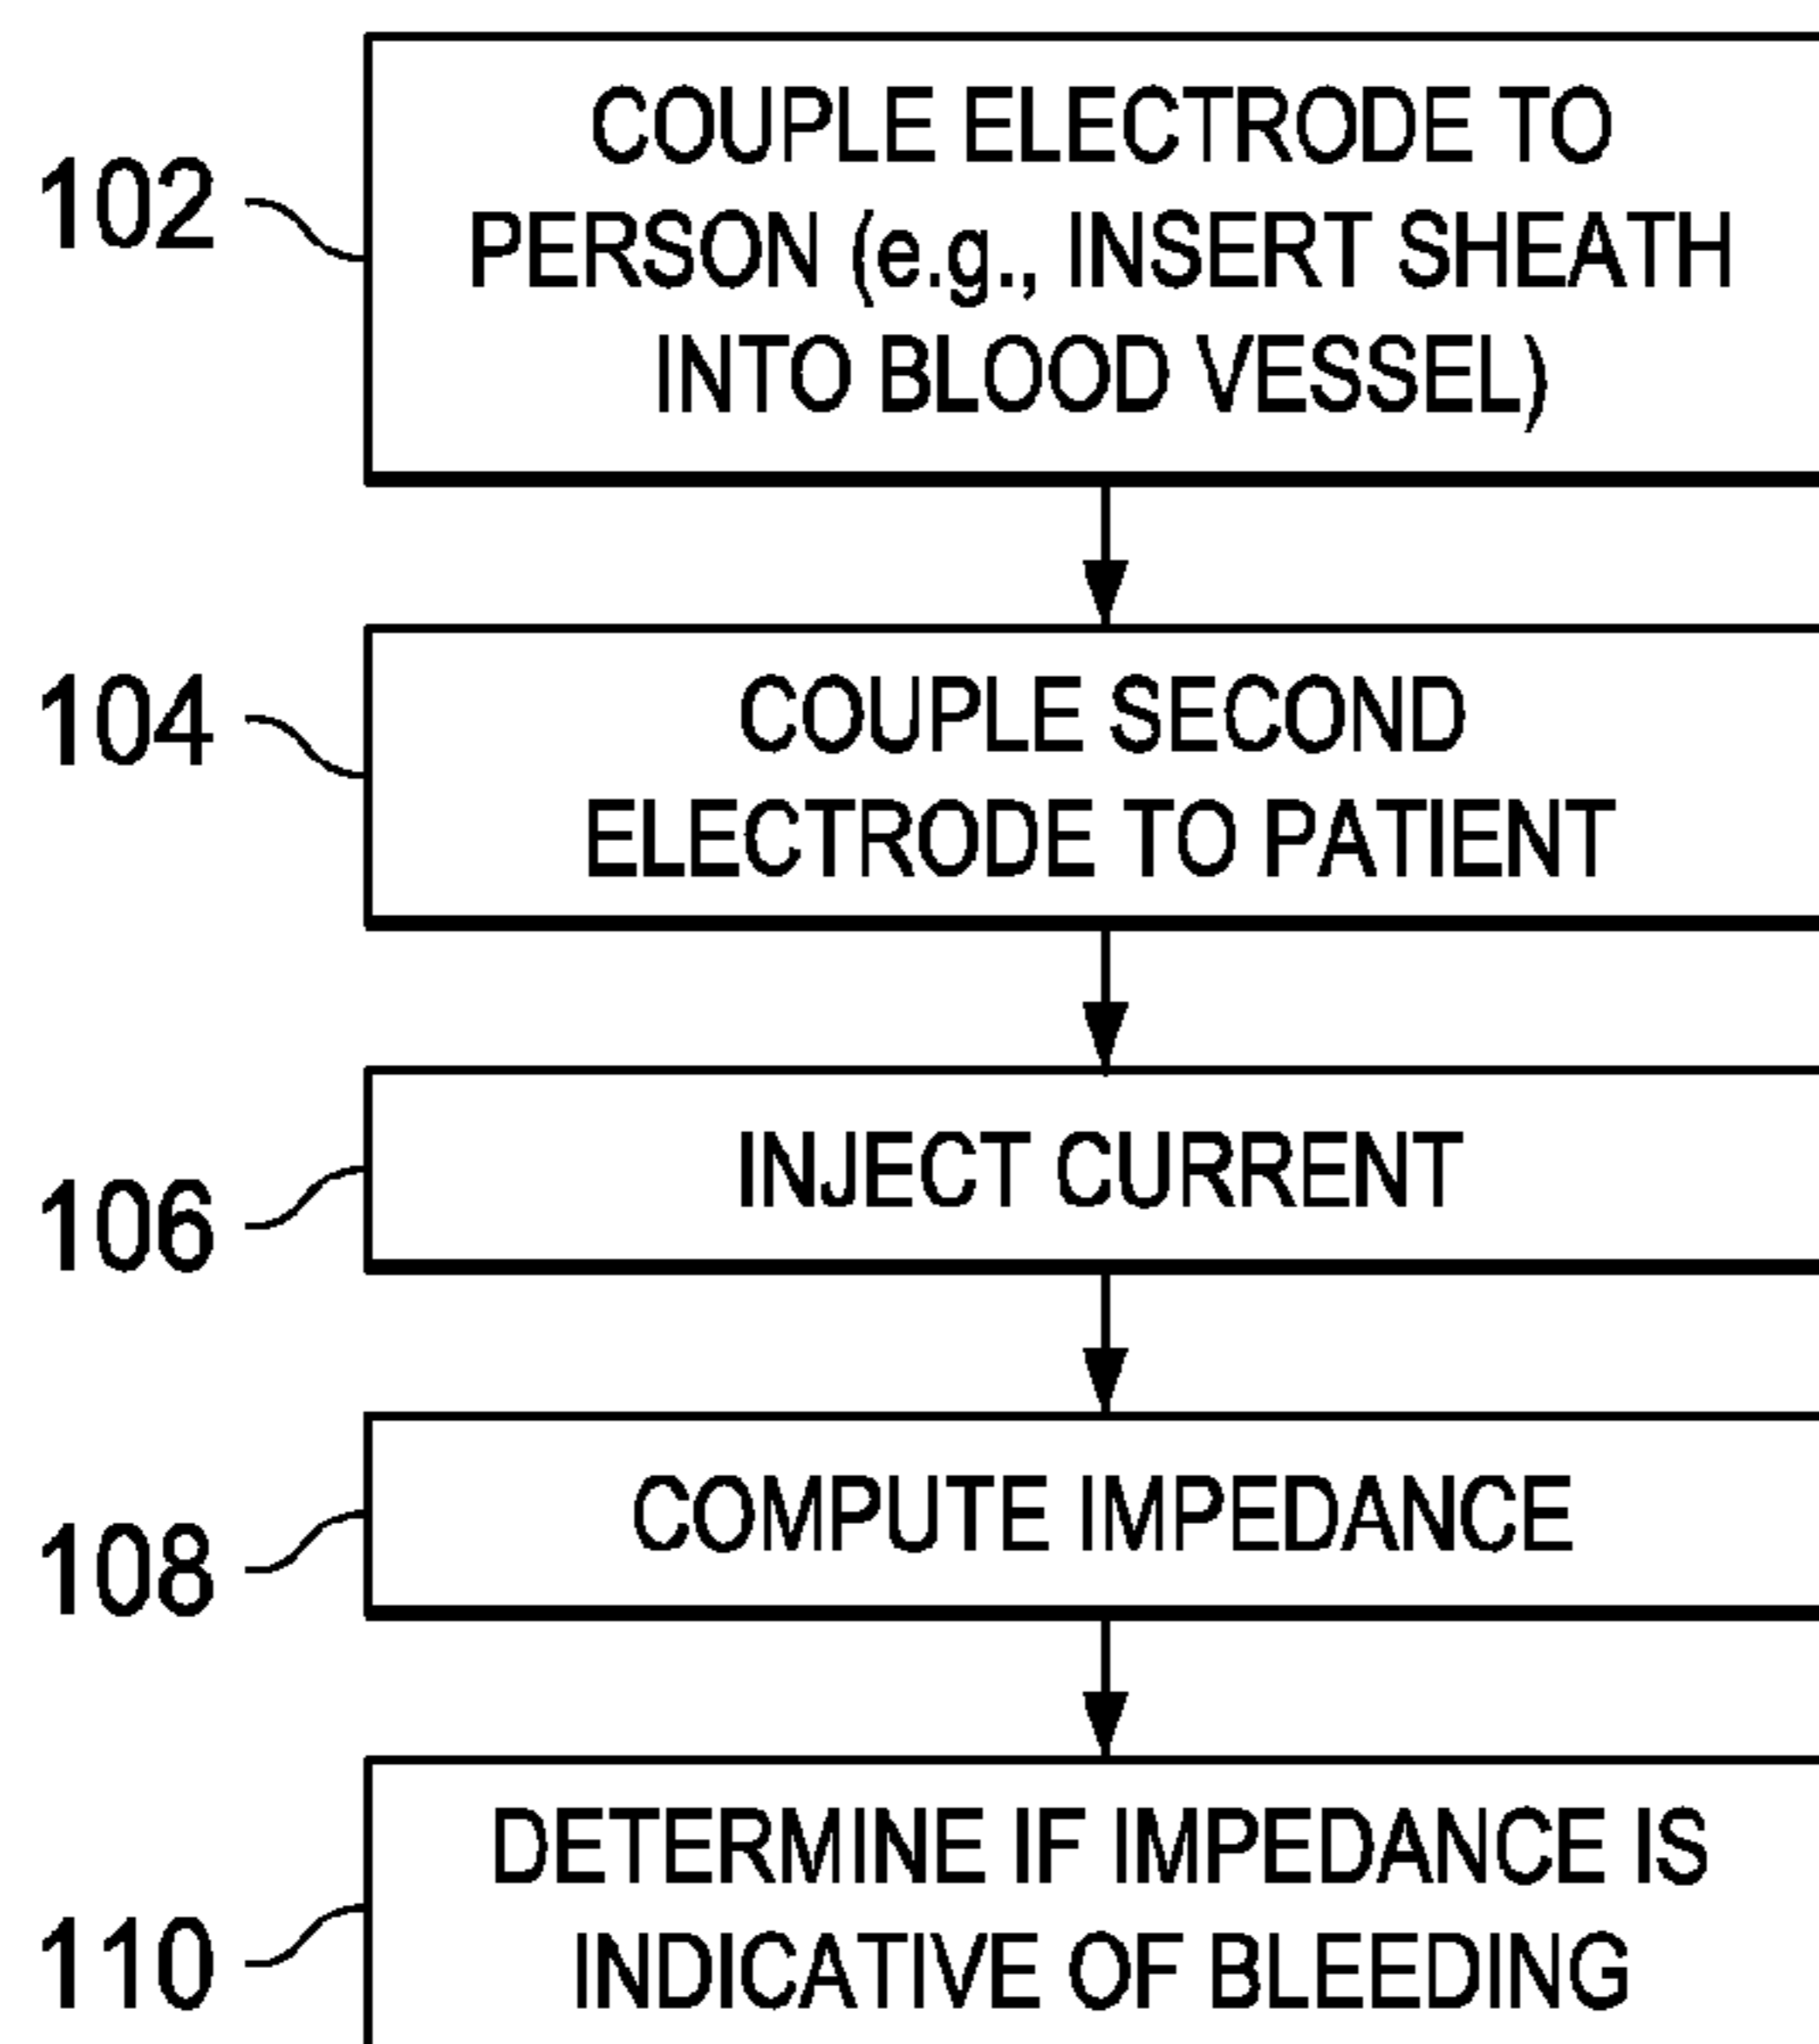 102
COUPLE ELECTRODE TO
PERSON (e.g., INSERT SHEATH
INTO BLOOD VESSEL)
104
COUPLE SECOND
ELECTRODE TO PATIENT
106
INJECT CURRENT
108
COMPUTE IMPEDANCE
110
DETERMINE IF IMPEDANCE IS
INDICATIVE OF BLEEDING